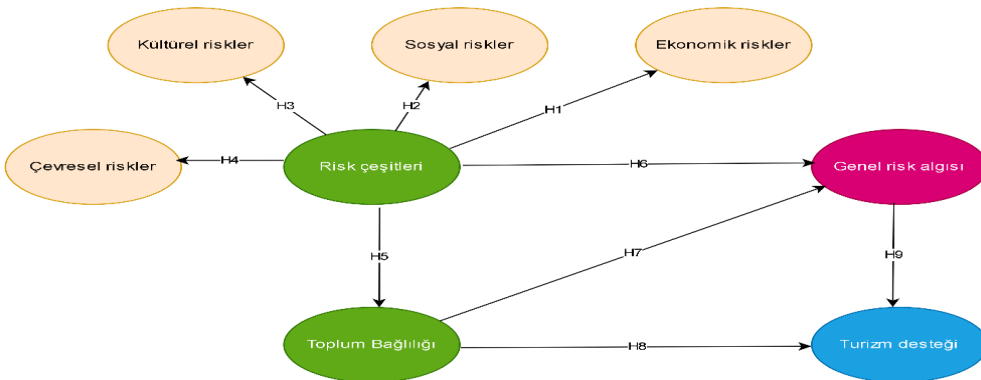 Kültürel riskler
Sosyal riskler
Ekonomik riskler
H3
H2
H1
Çevresel riskler
H4
Risk çeşitleri
H6
Genel risk algısı
H5
H7
H9
Toplum Bağlılığı
H8
Turizm desteği